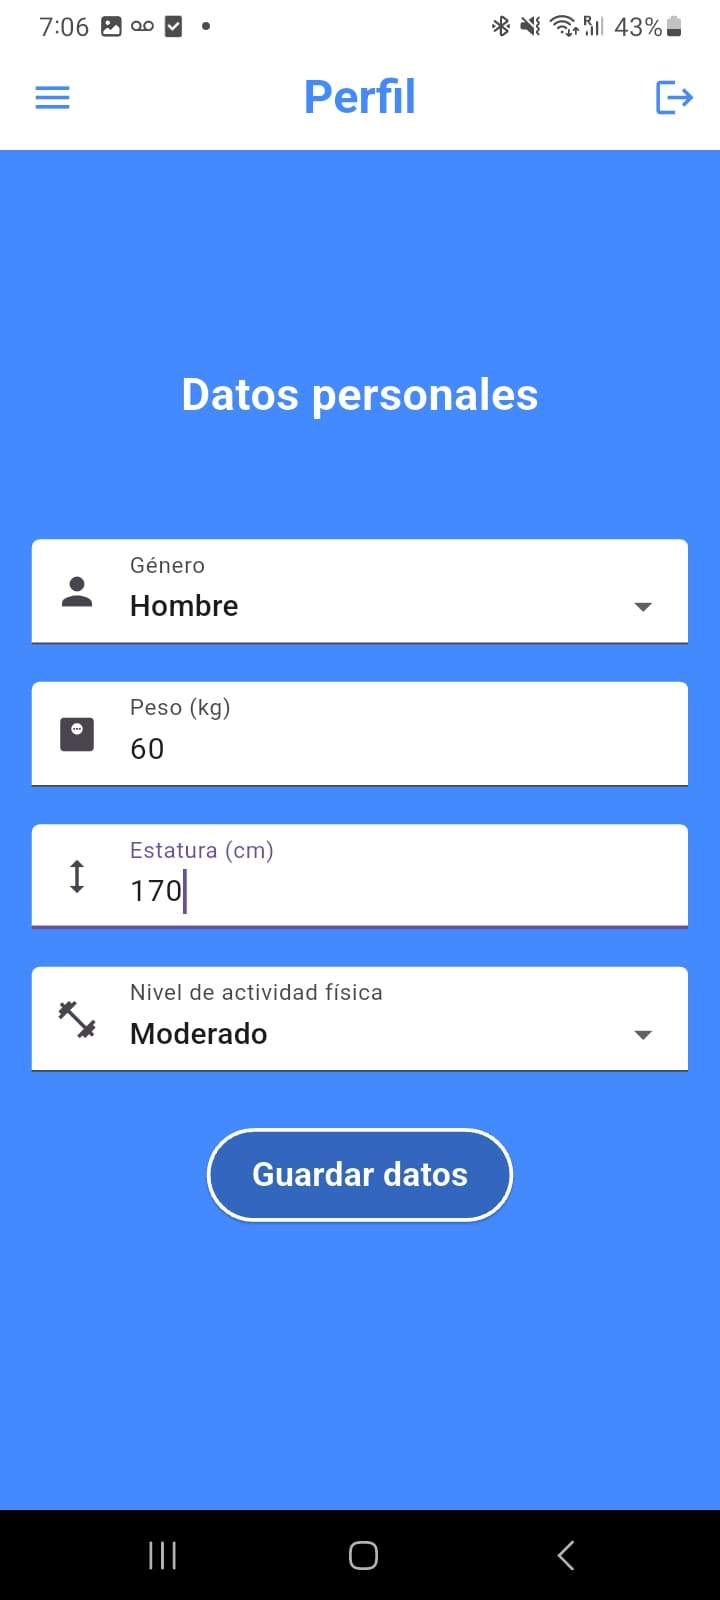 7:06 43%
Perfil
Datos personales
Género
Hombre
Peso (kg)
60
Estatura (cm)
170
Nivel de actividad física
Moderado
Guardar datos